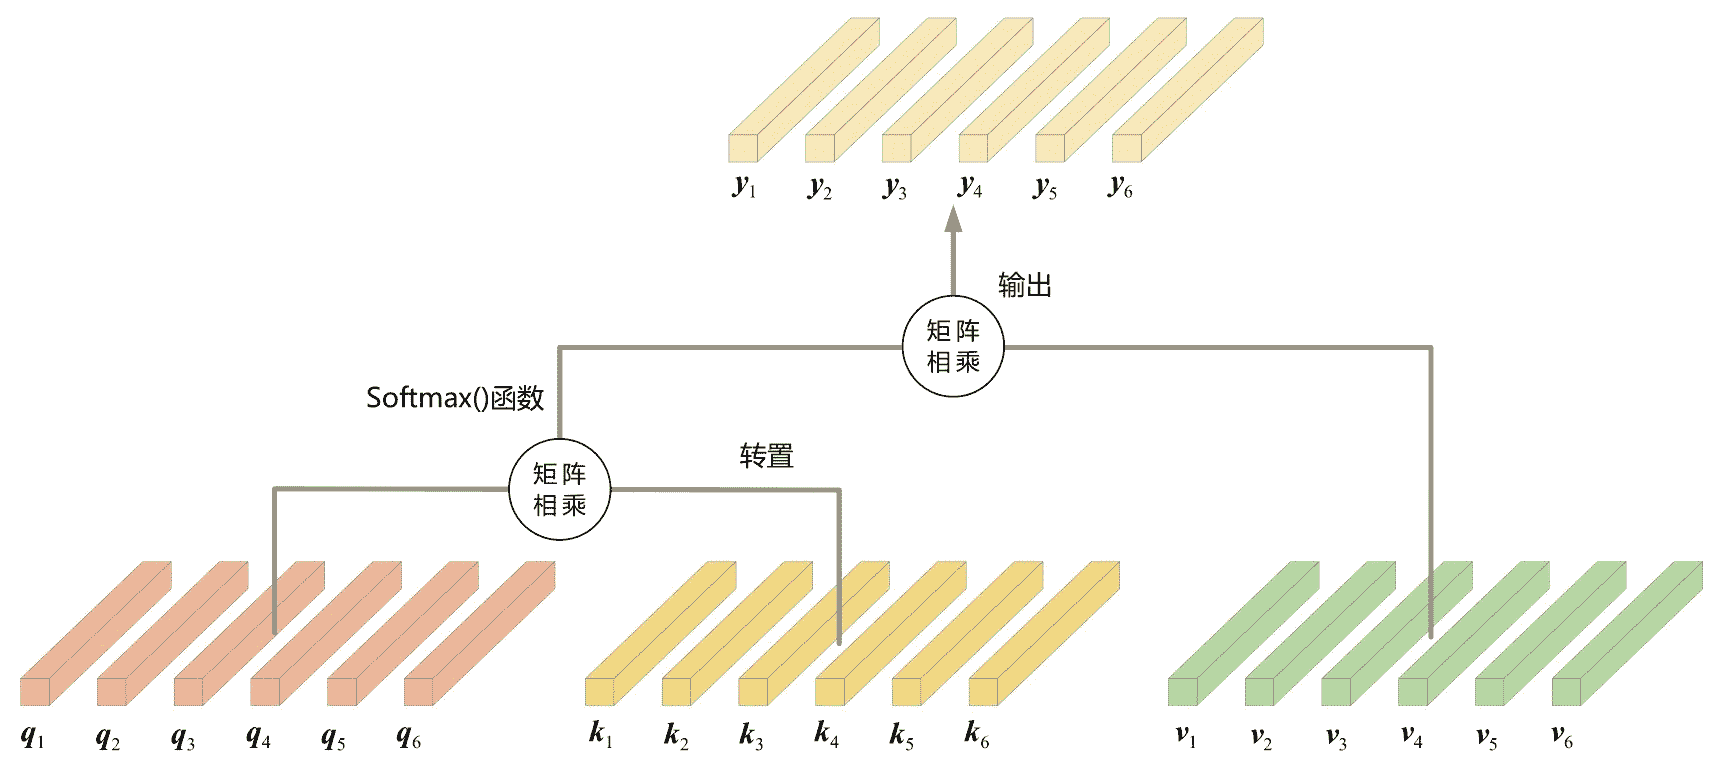 y1 y2 y3 y4 y5 y6
输出
矩阵
相乘
Softmax()函数
转置
矩阵
相乘
q1 q2 q3 q4 q5 q6
k1 k2 k3 k4 k5 k6
v1 v2 v3 v4 v5 v6